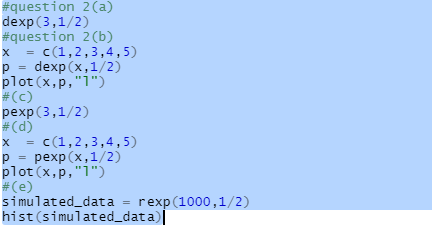 #question 2(a)
dexp(3,1/2)
#question 2(b)
x  = c(1,2,3,4,5)
p = dexp(x,1/2)
plot(x,p,"l")
#(c)
pexp(3,1/2)
#(d)
x  = c(1,2,3,4,5)
p = pexp(x,1/2)
plot(x,p,"l")
#(e)
simulated_data = rexp(1000,1/2)
hist(simulated_data)